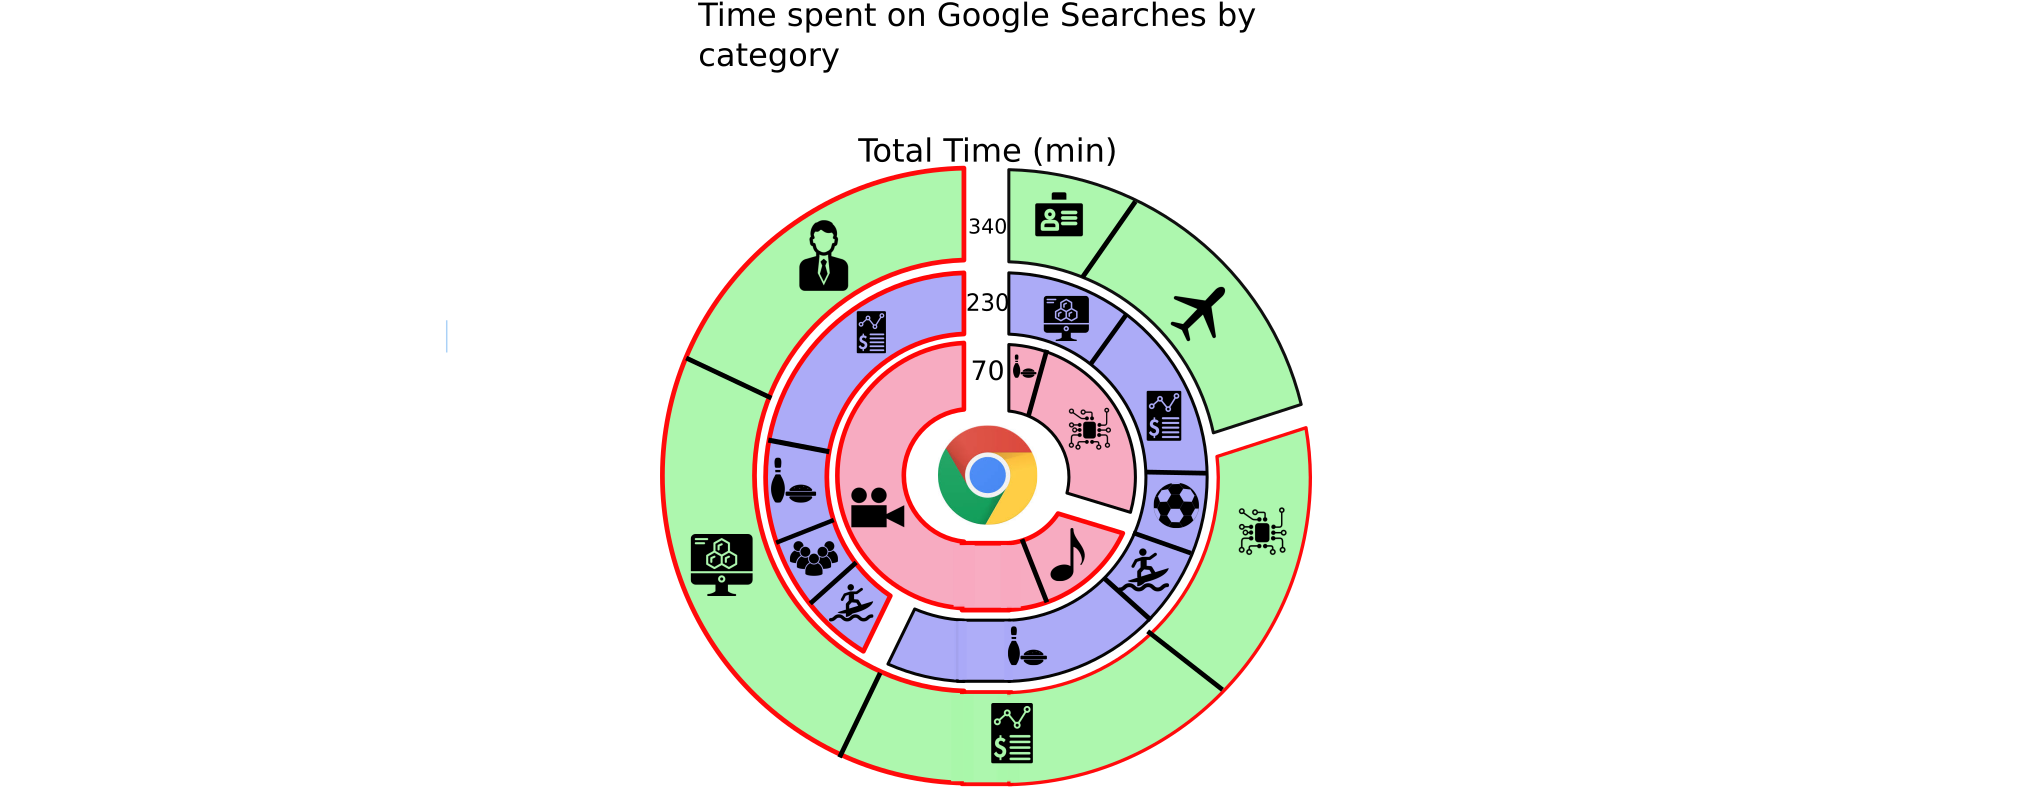 Time spent on Google Searches by
category
Total Time (min)
340
230
70
$
$
$